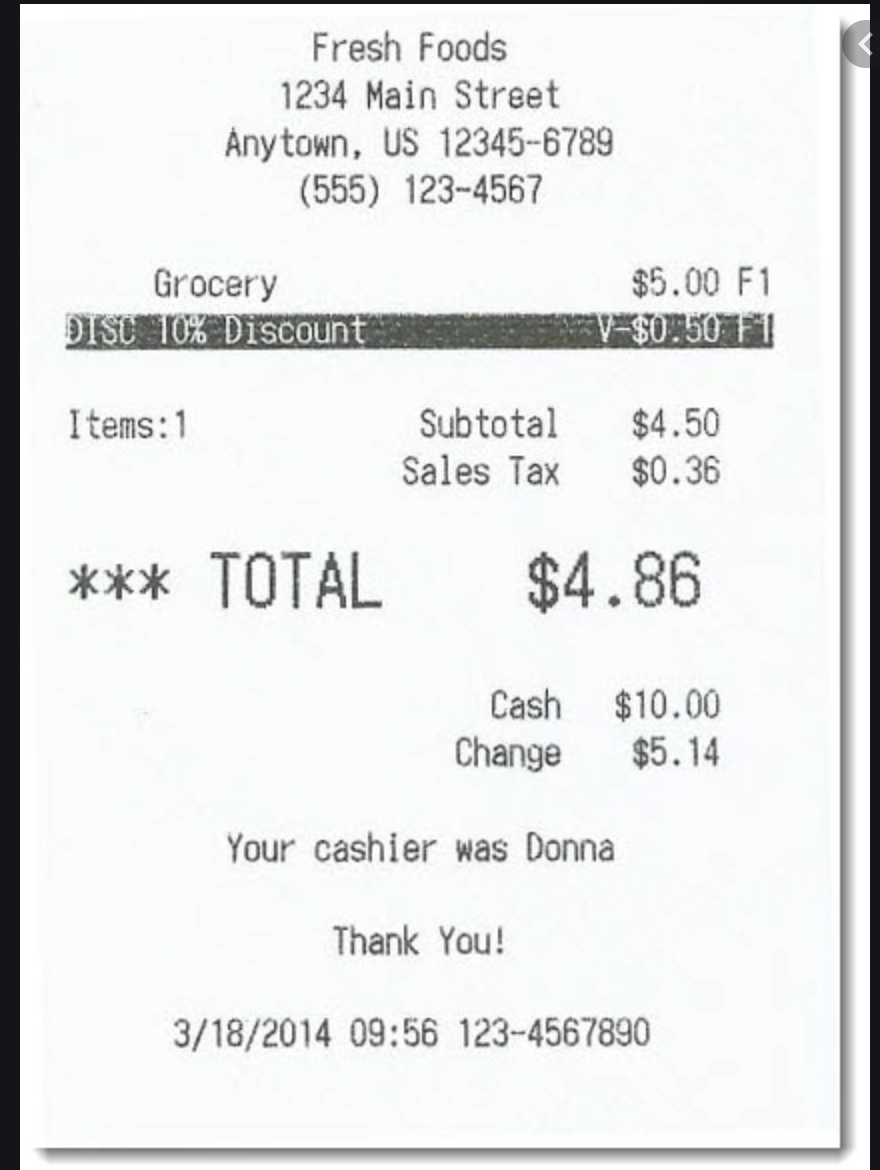 Fresh Foods
1234 Main Street
Anytown, US 12345-6789
(555) 123-4567
Grocery $5.00 F1
DISC 10% Discount V-$0.50 F1
Items:1 Subtotal $4.50
Sales Tax $0.36
*** TOTAL $4.86
Cash $10.00
Change $5.14
Your cashier was Donna
Thank You!
3/18/2014 09:56 123-4567890